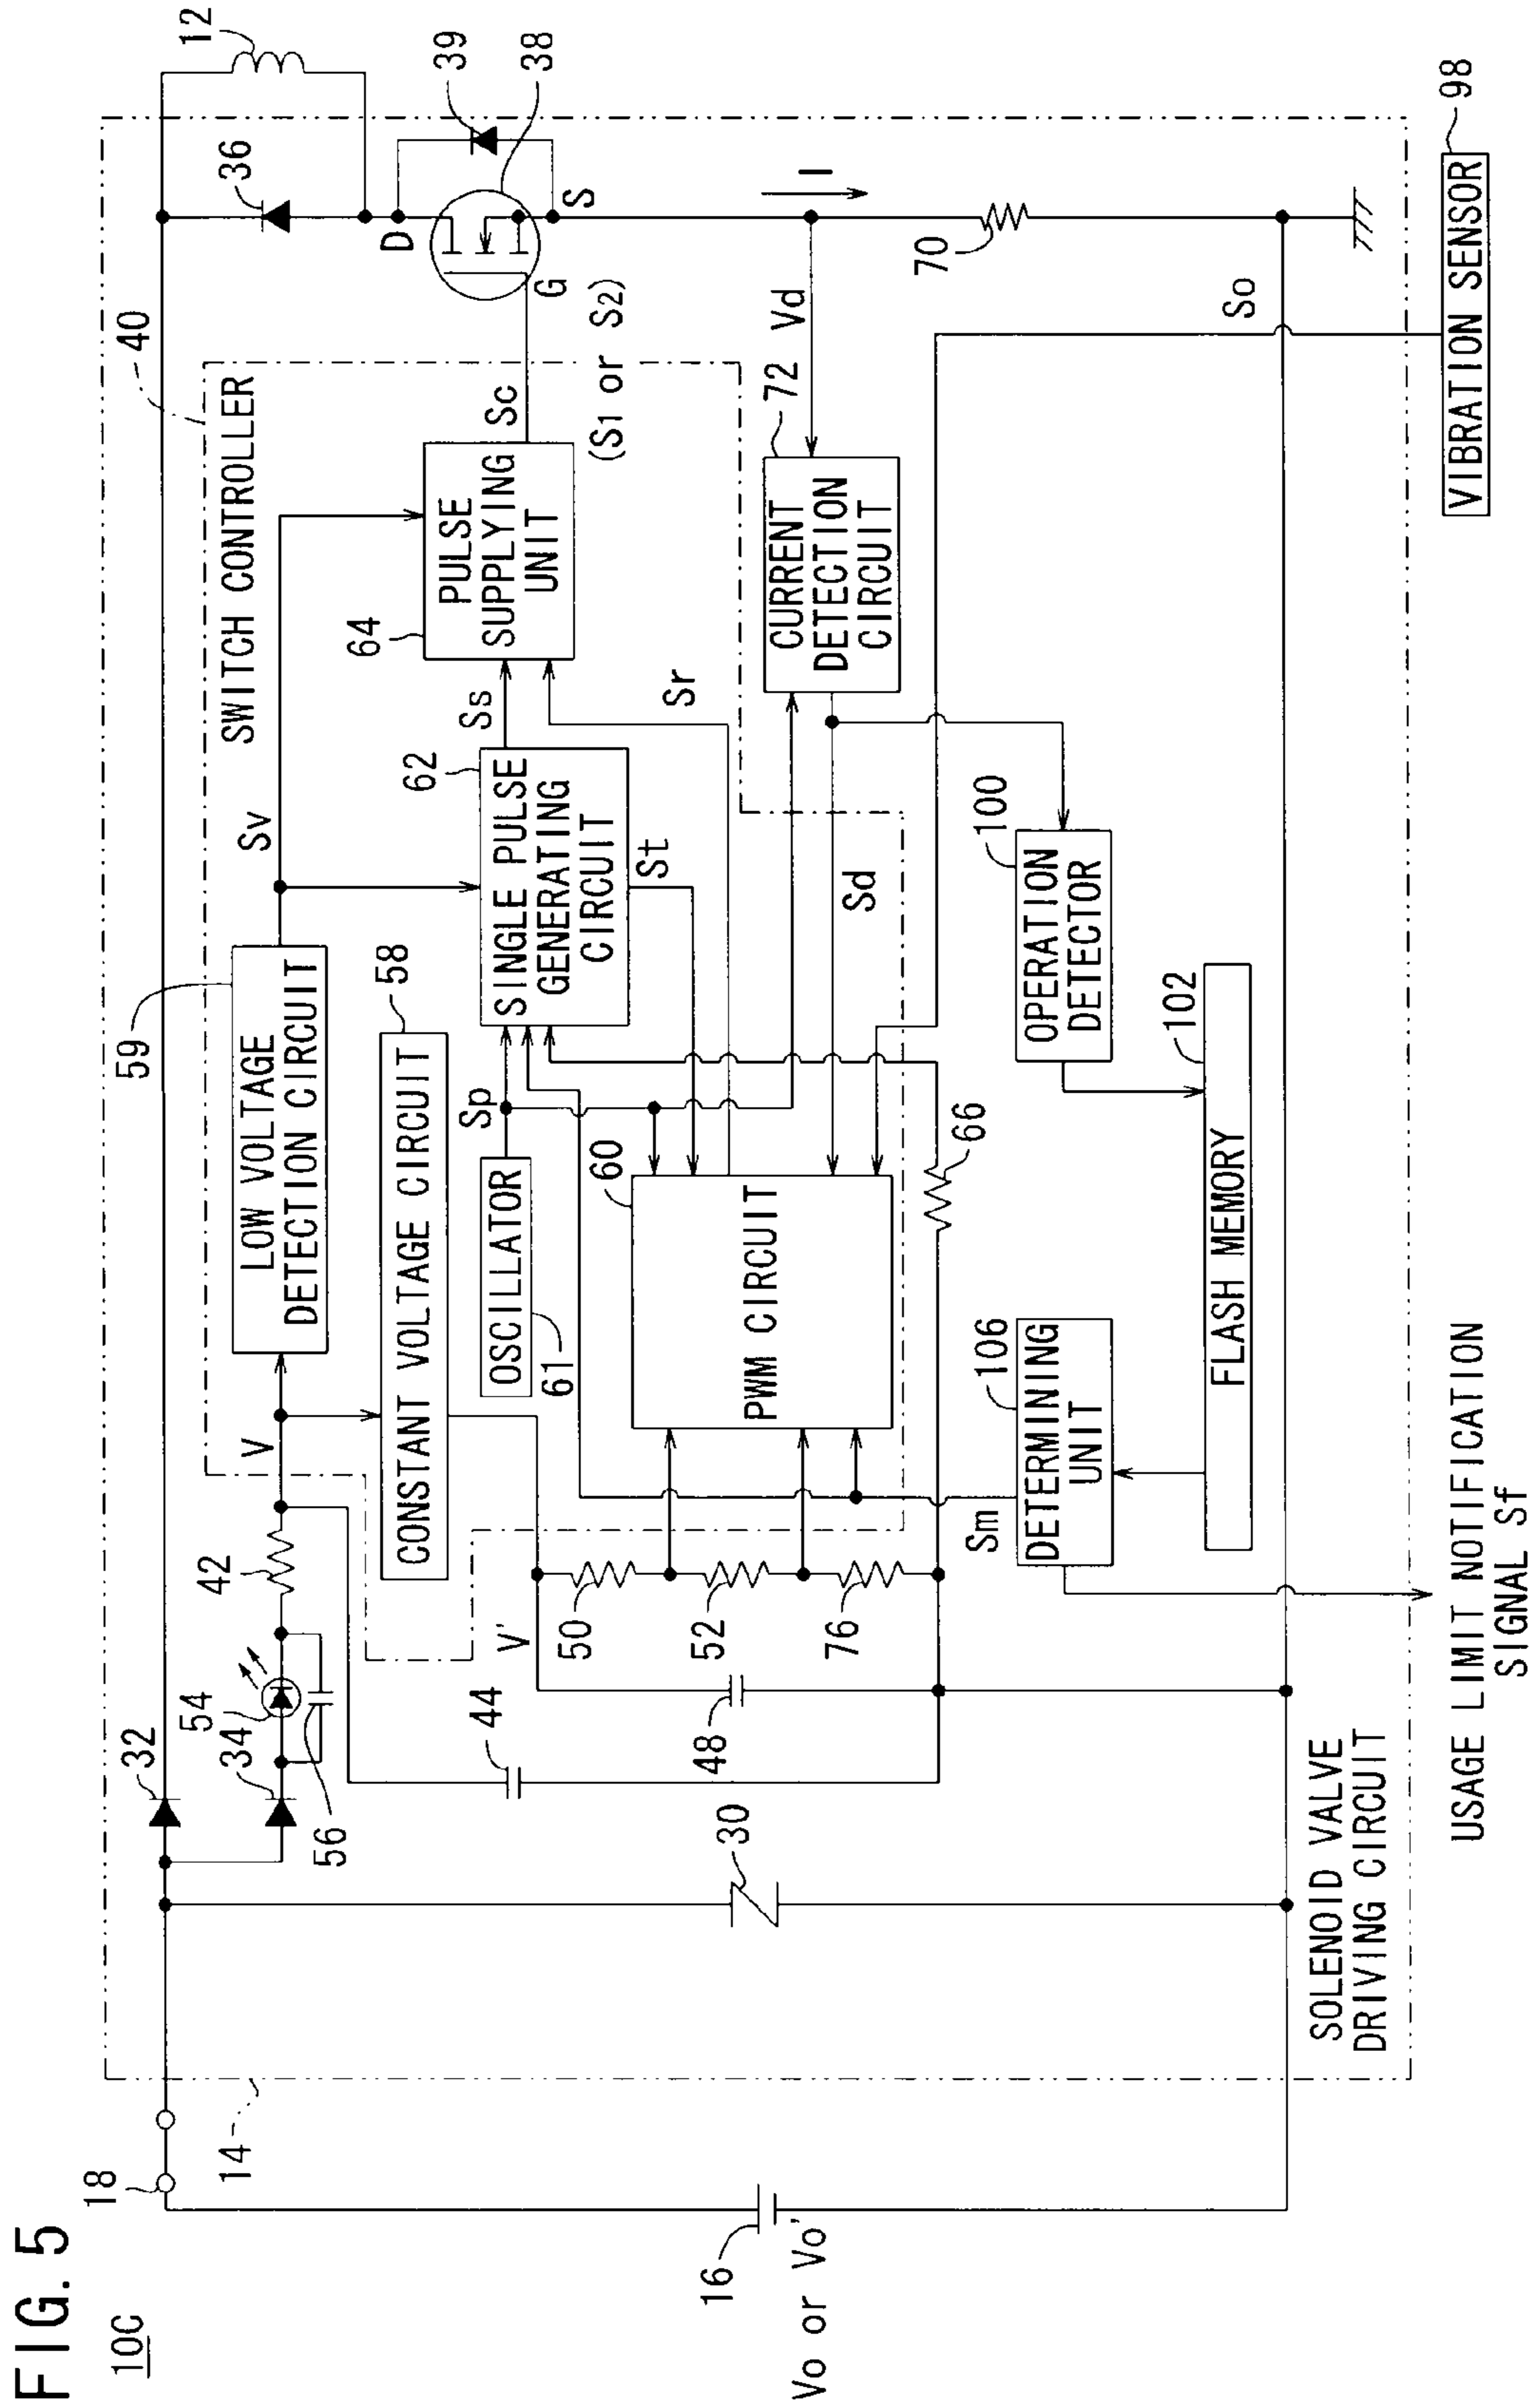 FIG. 5
10C
18
14
16
Vo or Vo'
32
34
54
56
42
44
30
48
V
V'
50
52
76
59
LOW VOLTAGE
DETECTION CIRCUIT
Sv
40
SWITCH CONTROLLER
58
CONSTANT VOLTAGE CIRCUIT
OSCILLATOR
61
Sp
62
SINGLE PULSE
GENERATING
CIRCUIT
Ss
St
64
PULSE
SUPPLYING
UNIT
Sc
(S1 or S2)
Sr
60
PWM CIRCUIT
66
Sd
72
CURRENT
DETECTION
CIRCUIT
Vd
36
12
39
38
D
G
S
I
70
So
100
OPERATION
DETECTOR
102
FLASH MEMORY
106
DETERMINING
UNIT
Sm
98
VIBRATION SENSOR
SOLENOID VALVE
DRIVING CIRCUIT
USAGE LIMIT NOTIFICATION
SIGNAL Sf